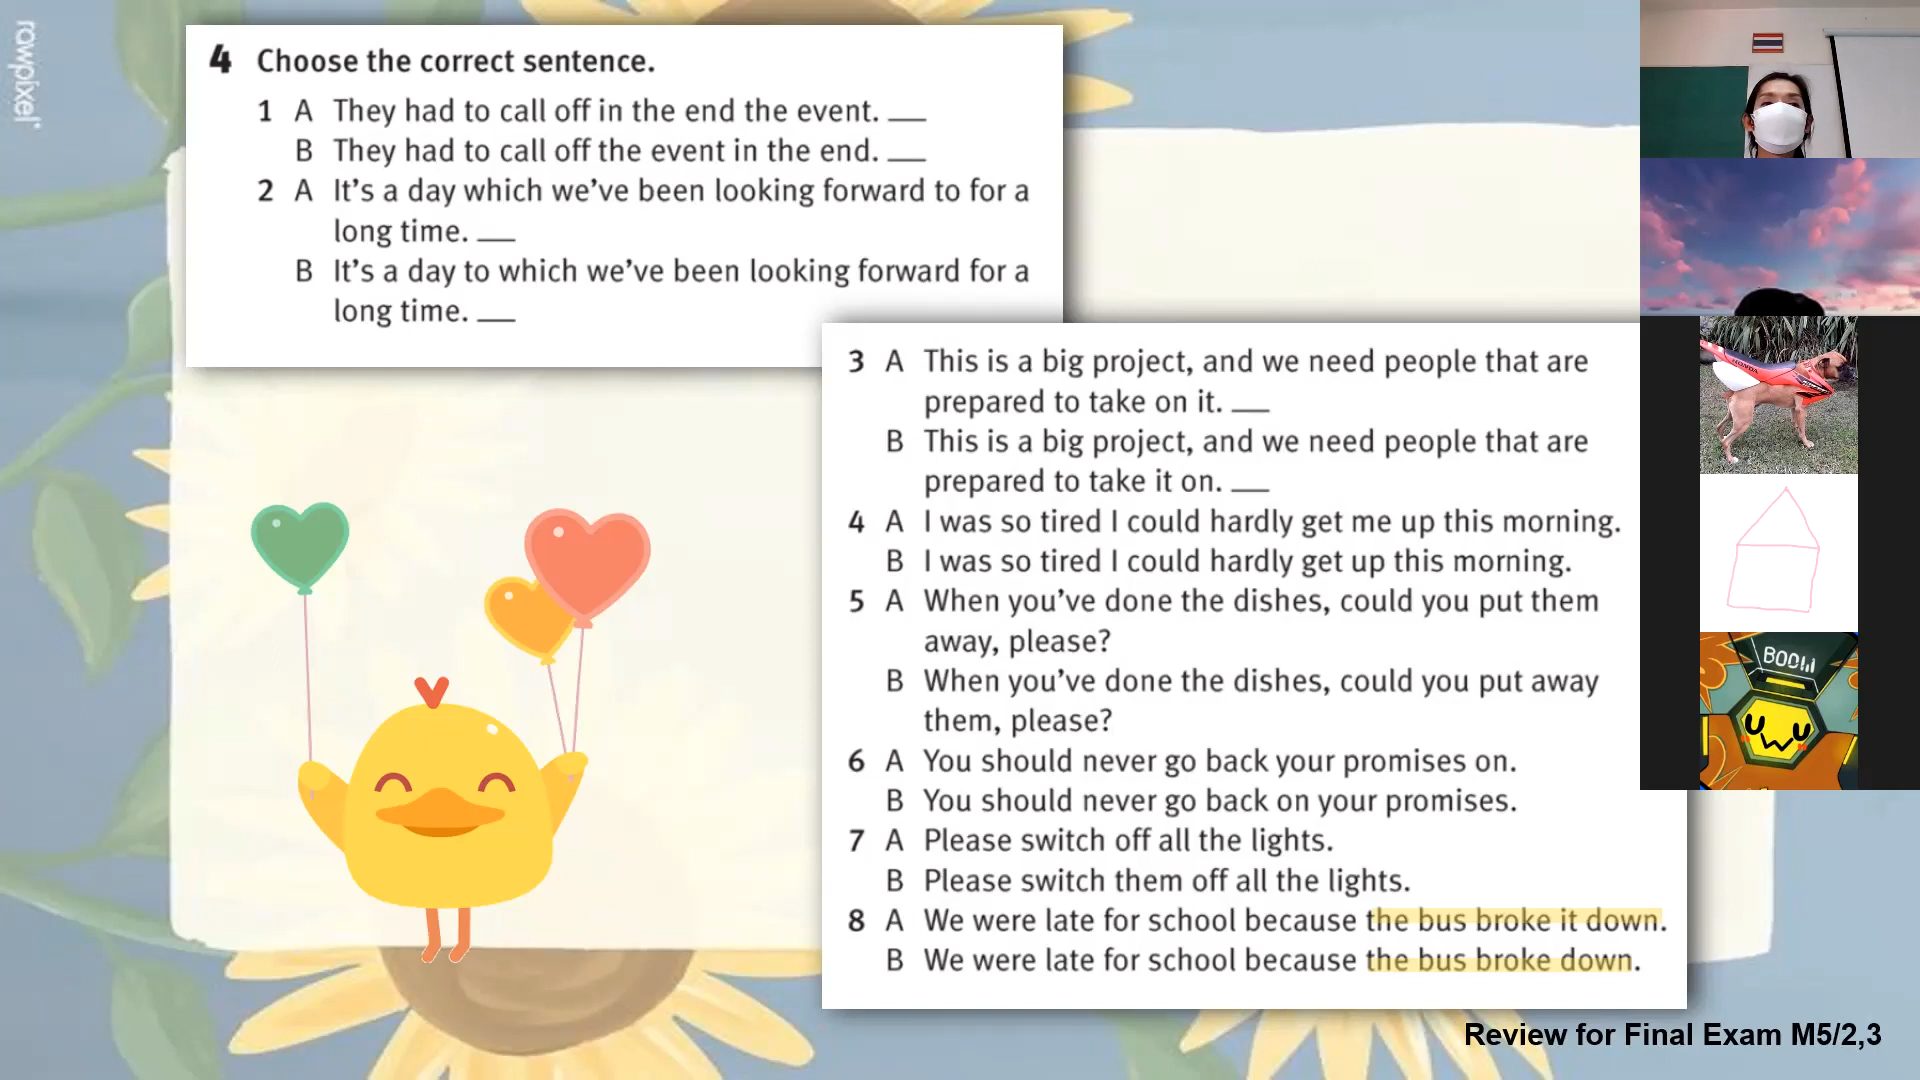 rawpixel
4 Choose the correct sentence.
1 A They had to call off in the end the event. __
B They had to call off the event in the end. __
2 A It's a day which we've been looking forward to for a
long time. __
B It's a day to which we've been looking forward for a
long time. __
3 A This is a big project, and we need people that are
prepared to take on it. __
B This is a big project, and we need people that are
prepared to take it on. __
4 A I was so tired I could hardly get me up this morning.
B I was so tired I could hardly get up this morning.
5 A When you've done the dishes, could you put them
away, please?
B When you've done the dishes, could you put away
them, please?
6 A You should never go back your promises on.
B You should never go back on your promises.
7 A Please switch off all the lights.
B Please switch them off all the lights.
8 A We were late for school because the bus broke it down.
B We were late for school because the bus broke down.
HONDA
BOOM
UwU
Review for Final Exam M5/2,3